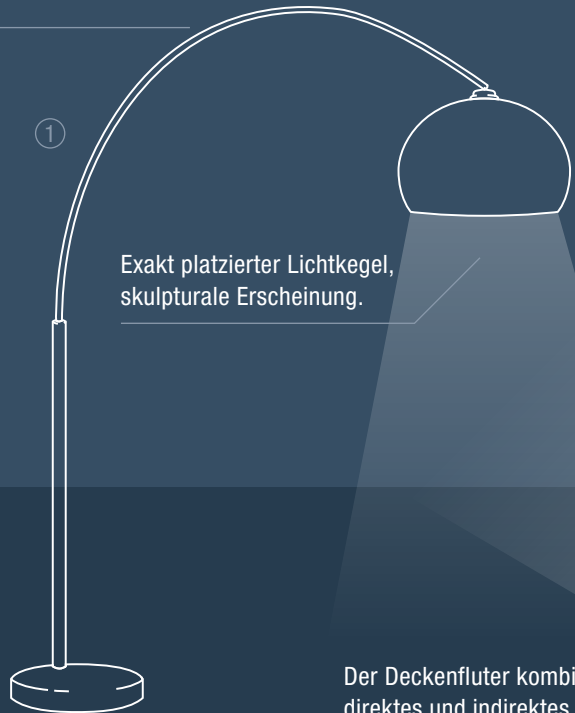 ①
Exakt platzierter Lichtkegel,
skulpturale Erscheinung.
Der Deckenfluter kombi
direktes und indirektes